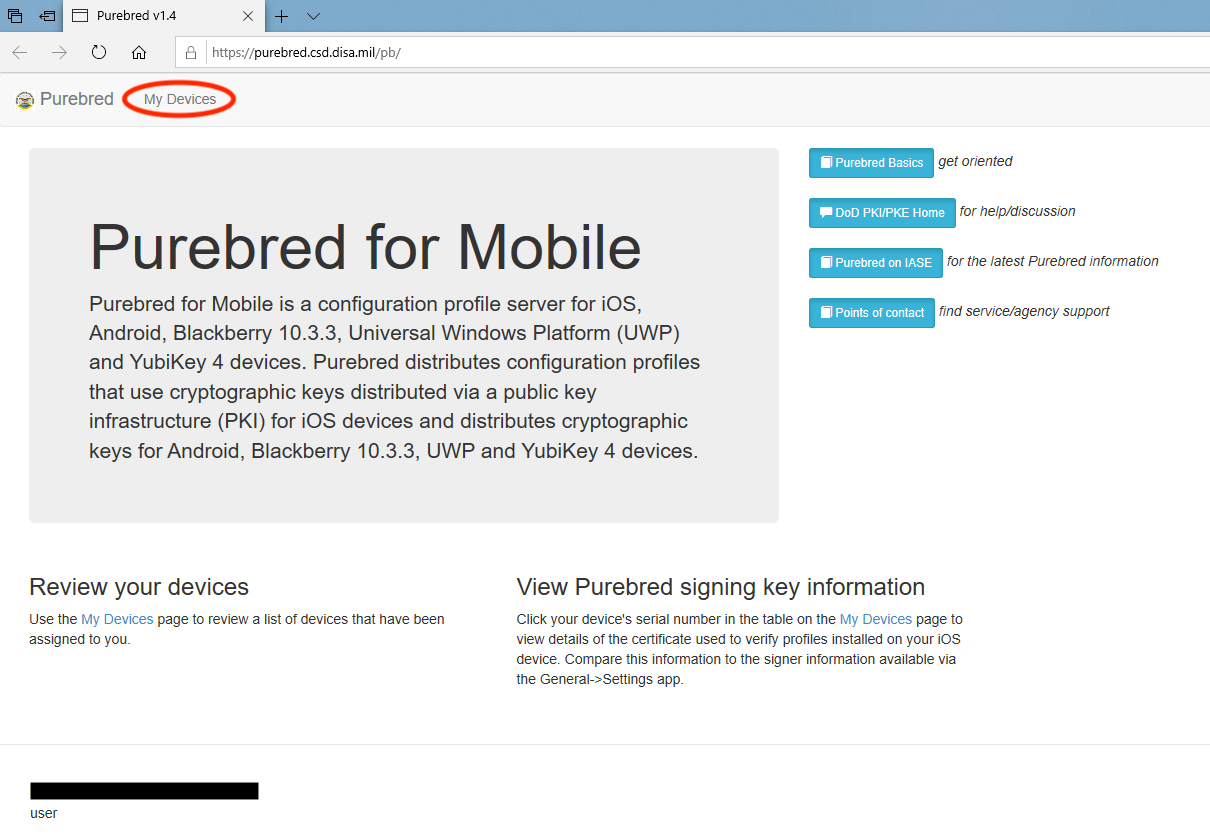 Purebred v1.4
https://purebred.csd.disa.mil/pb/
Purebred
My Devices
Purebred for Mobile
Purebred for Mobile is a configuration profile server for iOS,
Android, Blackberry 10.3.3, Universal Windows Platform (UWP)
and YubiKey 4 devices. Purebred distributes configuration profiles
that use cryptographic keys distributed via a public key
infrastructure (PKI) for iOS devices and distributes cryptographic
keys for Android, Blackberry 10.3.3, UWP and YubiKey 4 devices.
Purebred Basics get oriented
DoD PKI/PKE Home for help/discussion
Purebred on IASE for the latest Purebred information
Points of contact find service/agency support
Review your devices
Use the My Devices page to review a list of devices that have been
assigned to you.
View Purebred signing key information
Click your device's serial number in the table on the My Devices page to
view details of the certificate used to verify profiles installed on your iOS
device. Compare this information to the signer information available via
the General->Settings app.
user